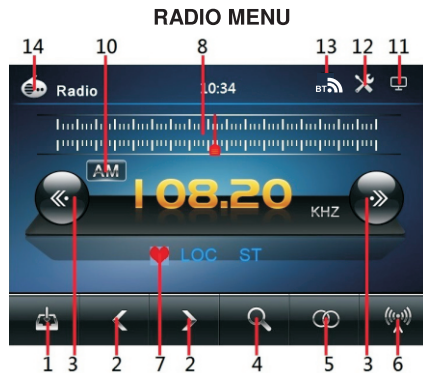 RADIO MENU
14 10 8 13 12 11
Radio 10:34 BT
AM
108.20 KHZ
LOC ST
1 3 2 7 2 4 5 3 6